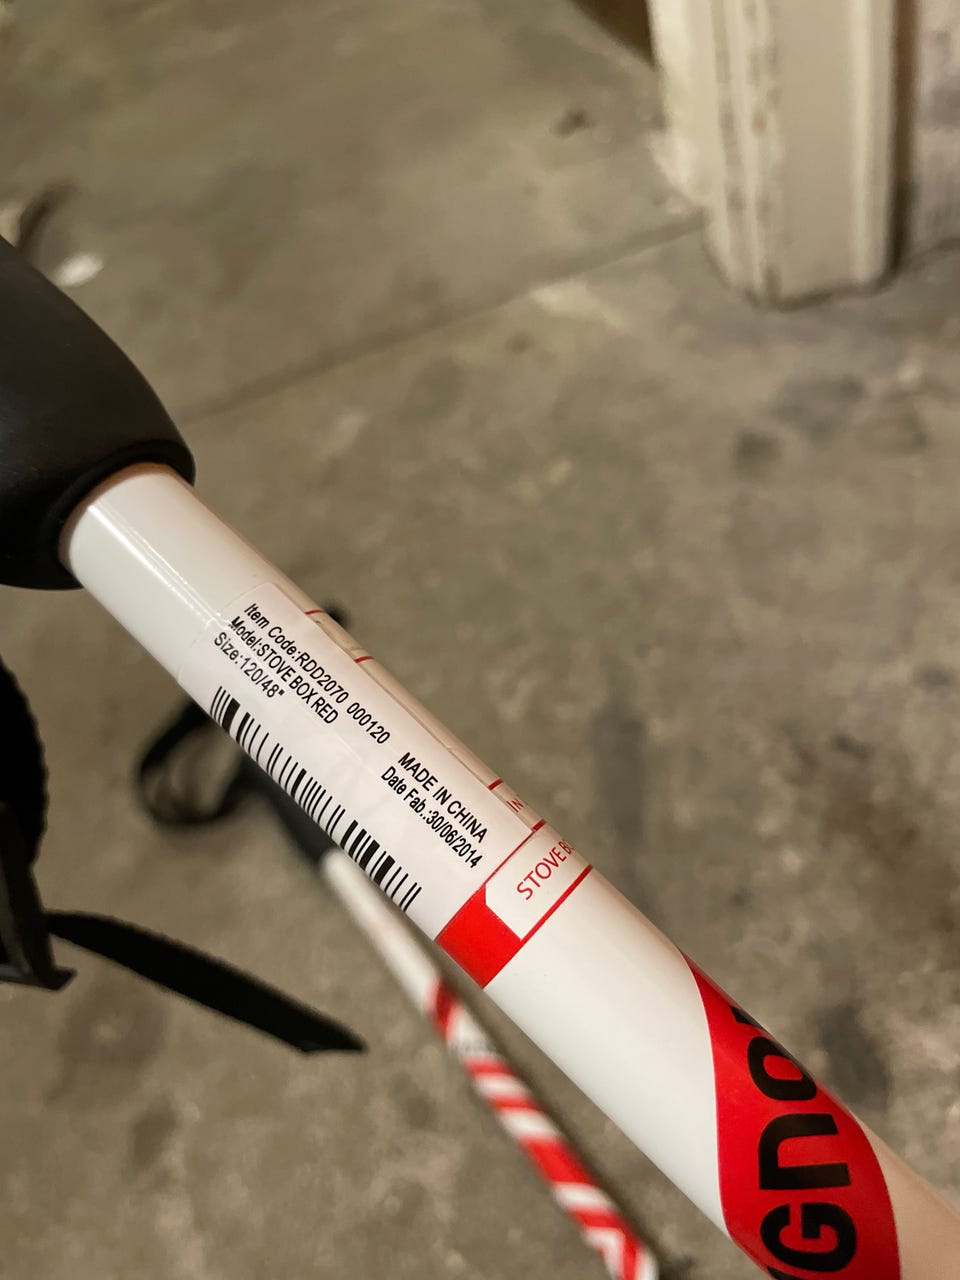 Item Code:RDD2070 000120
Model:STOVE BOX RED
Size:120/48"
MADE IN CHINA
Date Fab.:30/06/2014
STOVE